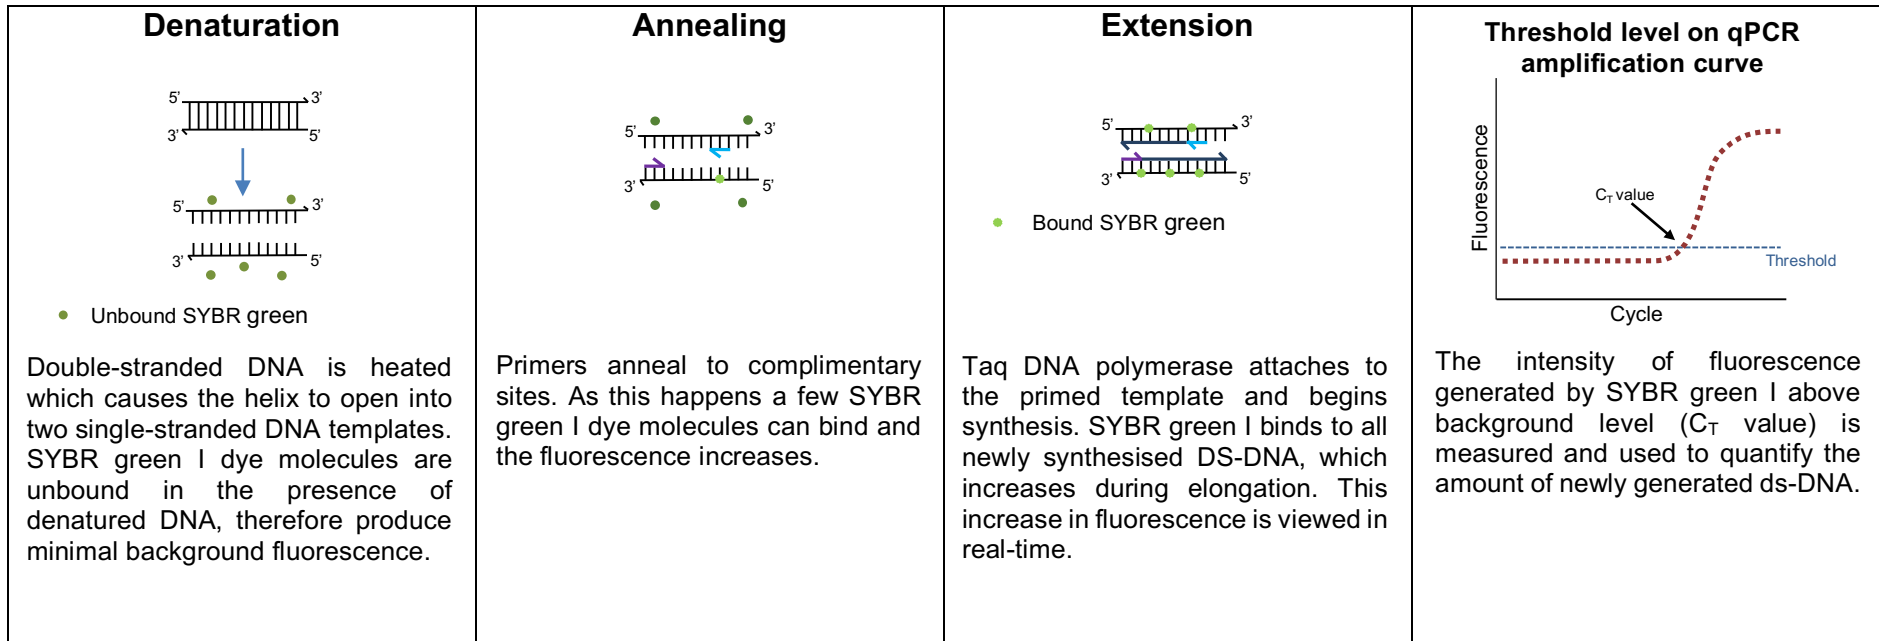 Denaturation
5’
3’
3’
5’
5’
3’
3’
5’
Unbound SYBR green
Double-stranded DNA is heated
which causes the helix to open into
two single-stranded DNA templates.
SYBR green I dye molecules are
unbound in the presence of
denatured DNA, therefore produce
minimal background fluorescence.
Annealing
5’
3’
3’
5’
Primers anneal to complimentary
sites. As this happens a few SYBR
green I dye molecules can bind and
the fluorescence increases.
Extension
5’
3’
3’
5’
Bound SYBR green
Taq DNA polymerase attaches to
the primed template and begins
synthesis. SYBR green I binds to all
newly synthesised DS-DNA, which
increases during elongation. This
increase in fluorescence is viewed in
real-time.
Threshold level on qPCR
amplification curve
Fluorescence
CT value
Threshold
Cycle
The intensity of fluorescence
generated by SYBR green I above
background level (CT value) is
measured and used to quantify the
amount of newly generated ds-DNA.